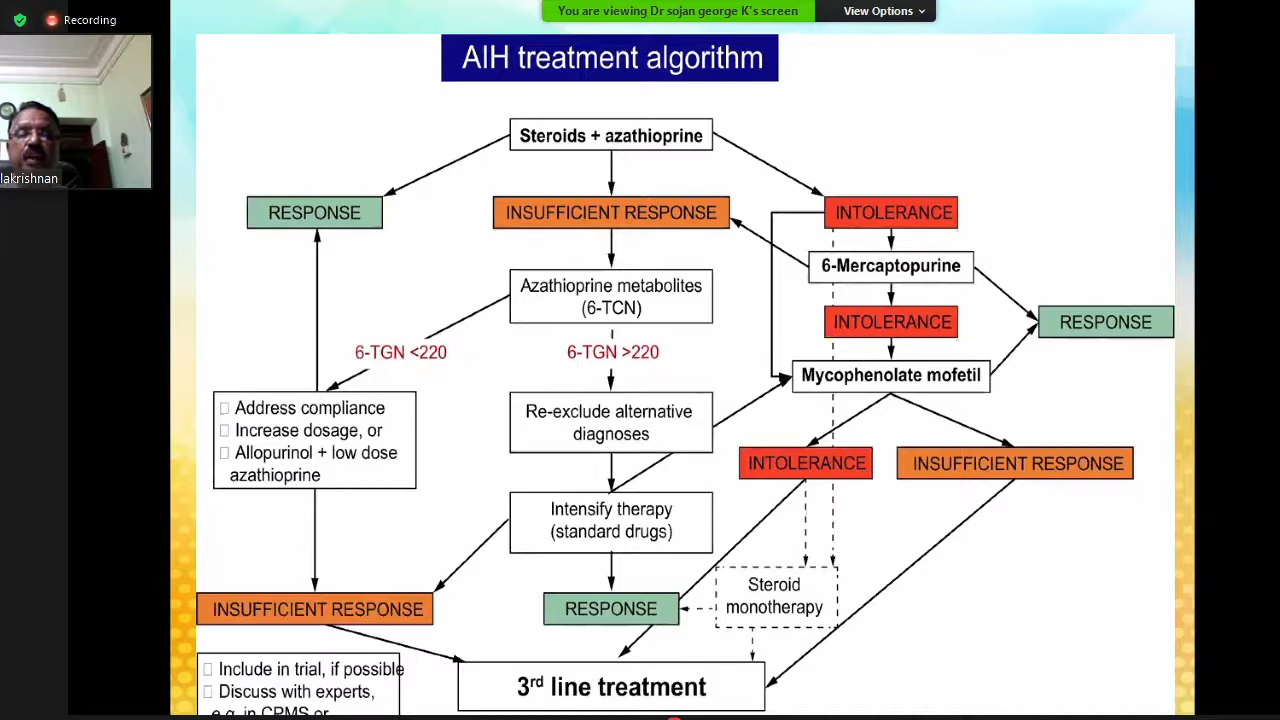 Recording
You are viewing Dr sojan george K's screen
View Options
lakrishnan
AIH treatment algorithm
Steroids + azathioprine
RESPONSE
INSUFFICIENT RESPONSE
INTOLERANCE
6-Mercaptopurine
Azathioprine metabolites
(6-TCN)
INTOLERANCE
RESPONSE
6-TGN <220
6-TGN >220
Mycophenolate mofetil
Address compliance
Increase dosage, or
Allopurinol + low dose
azathioprine
Re-exclude alternative
diagnoses
INTOLERANCE
INSUFFICIENT RESPONSE
Intensify therapy
(standard drugs)
Steroid
monotherapy
INSUFFICIENT RESPONSE
RESPONSE
Include in trial, if possible
Discuss with experts,
e.g. in CPMS or
3rd line treatment